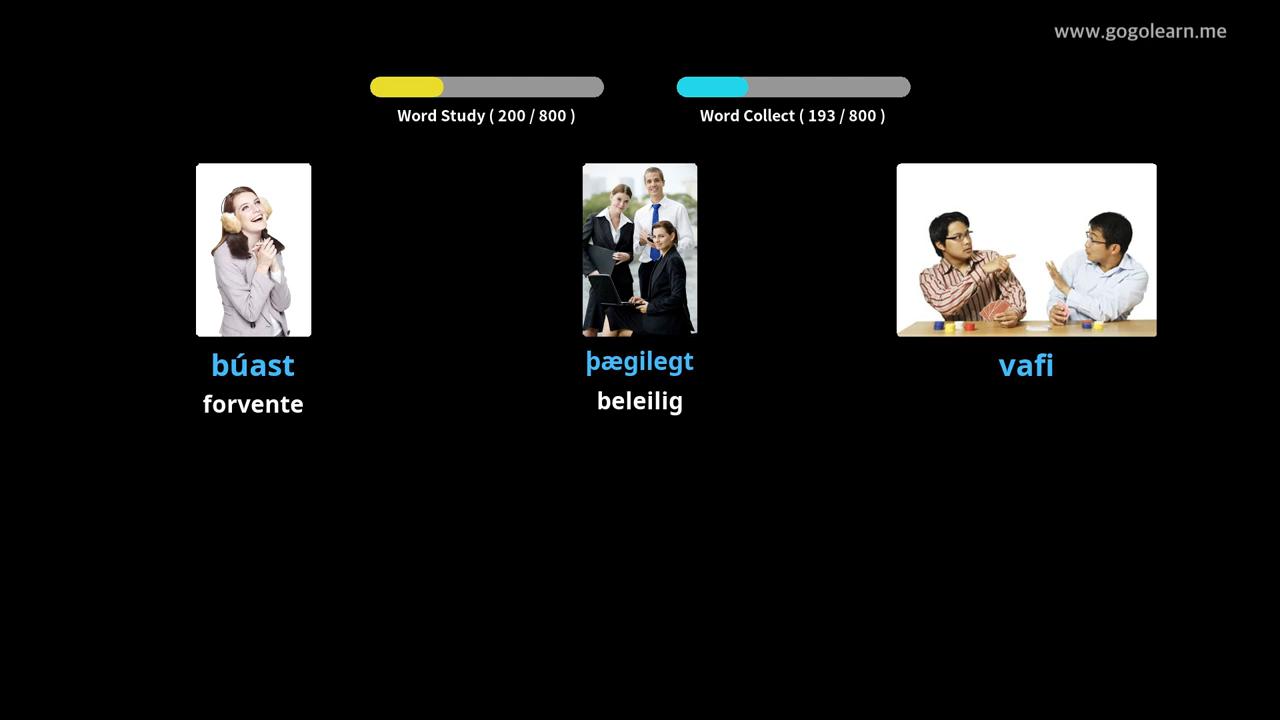 www.gogolearn.me
Word Study ( 200 / 800 )
Word Collect ( 193 / 800 )
búast
þægilegt
vafi
forvente
beleilig